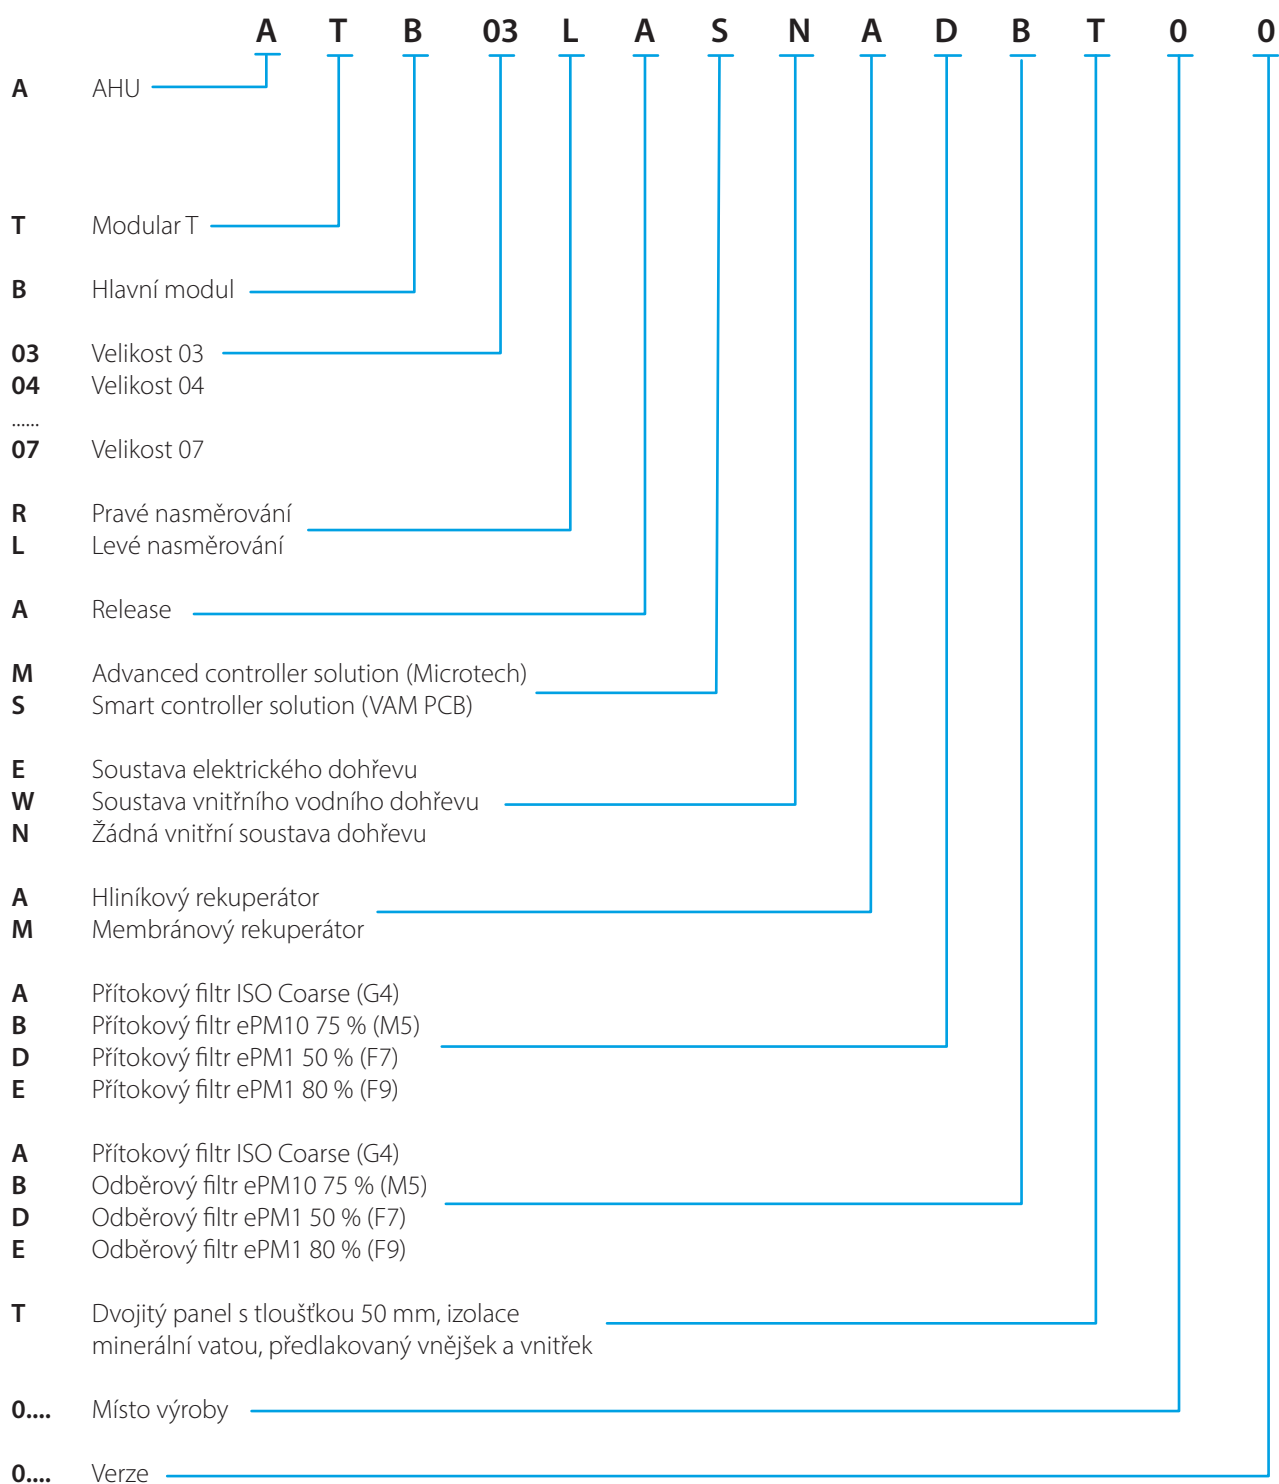 A T B 03 L A S N A D B T 0 0
A AHU
T Modular T
B Hlavní modul
03 Velikost 03
04 Velikost 04
......
07 Velikost 07
R Pravé nasměrování
L Levé nasměrování
A Release
M Advanced controller solution (Microtech)
S Smart controller solution (VAM PCB)
E Soustava elektrického dohřevu
W Soustava vnitřního vodního dohřevu
N Žádná vnitřní soustava dohřevu
A Hliníkový rekuperátor
M Membránový rekuperátor
A Přítokový filtr ISO Coarse (G4)
B Přítokový filtr ePM10 75 % (M5)
D Přítokový filtr ePM1 50 % (F7)
E Přítokový filtr ePM1 80 % (F9)
A Přítokový filtr ISO Coarse (G4)
B Odběrový filtr ePM10 75 % (M5)
D Odběrový filtr ePM1 50 % (F7)
E Odběrový filtr ePM1 80 % (F9)
T Dvojitý panel s tloušťkou 50 mm, izolace
minerální vatou, předlakovaný vnějšek a vnitřek
0.... Místo výroby
0.... Verze